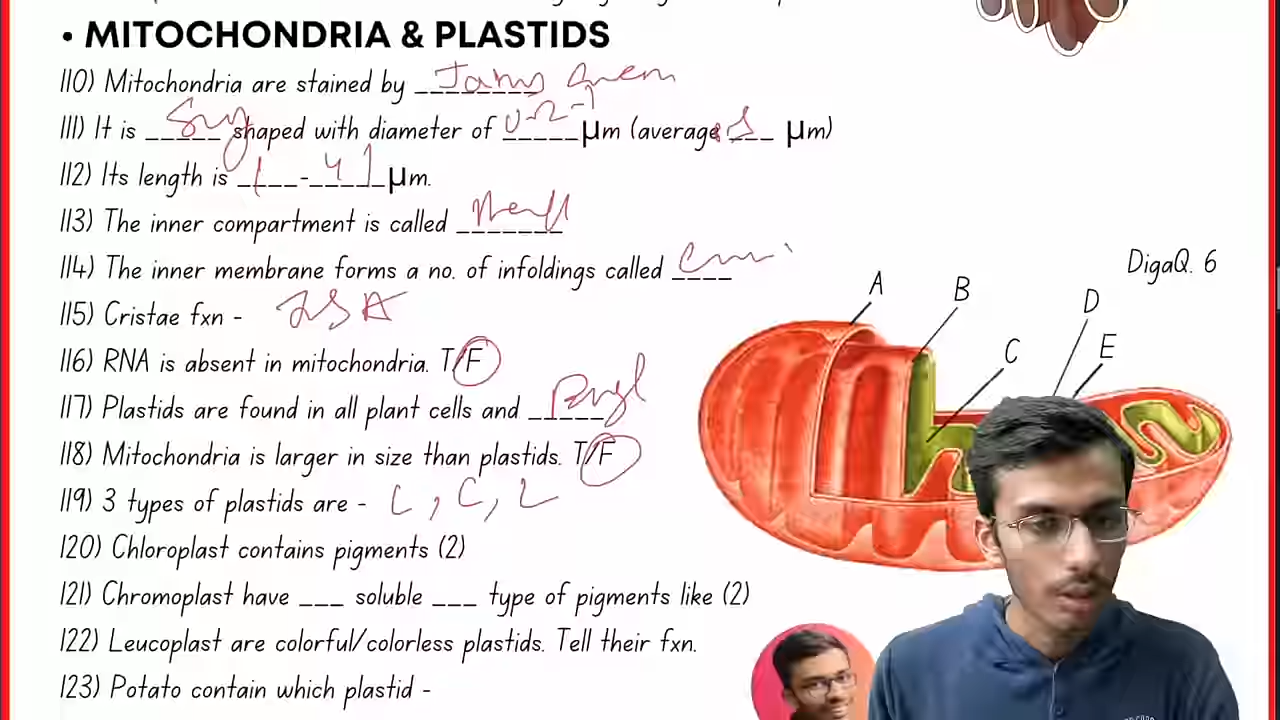 • MITOCHONDRIA & PLASTIDS
110) Mitochondria are stained by ________ Janus Green
111) It is _____ shaped with diameter of _____μm (average ___ μm)
112) Its length is ____-_____μm.
113) The inner compartment is called _______
114) The inner membrane forms a no. of infoldings called ____
DigaQ. 6
A
B
D
115) Cristae fxn - ↑SA
C
E
116) RNA is absent in mitochondria. T/F
117) Plastids are found in all plant cells and _____
118) Mitochondria is larger in size than plastids. T/F
119) 3 types of plastids are - C, C, L
120) Chloroplast contains pigments (2)
121) Chromoplast have ___ soluble ___ type of pigments like (2)
122) Leucoplast are colorful/colorless plastids. Tell their fxn.
123) Potato contain which plastid -